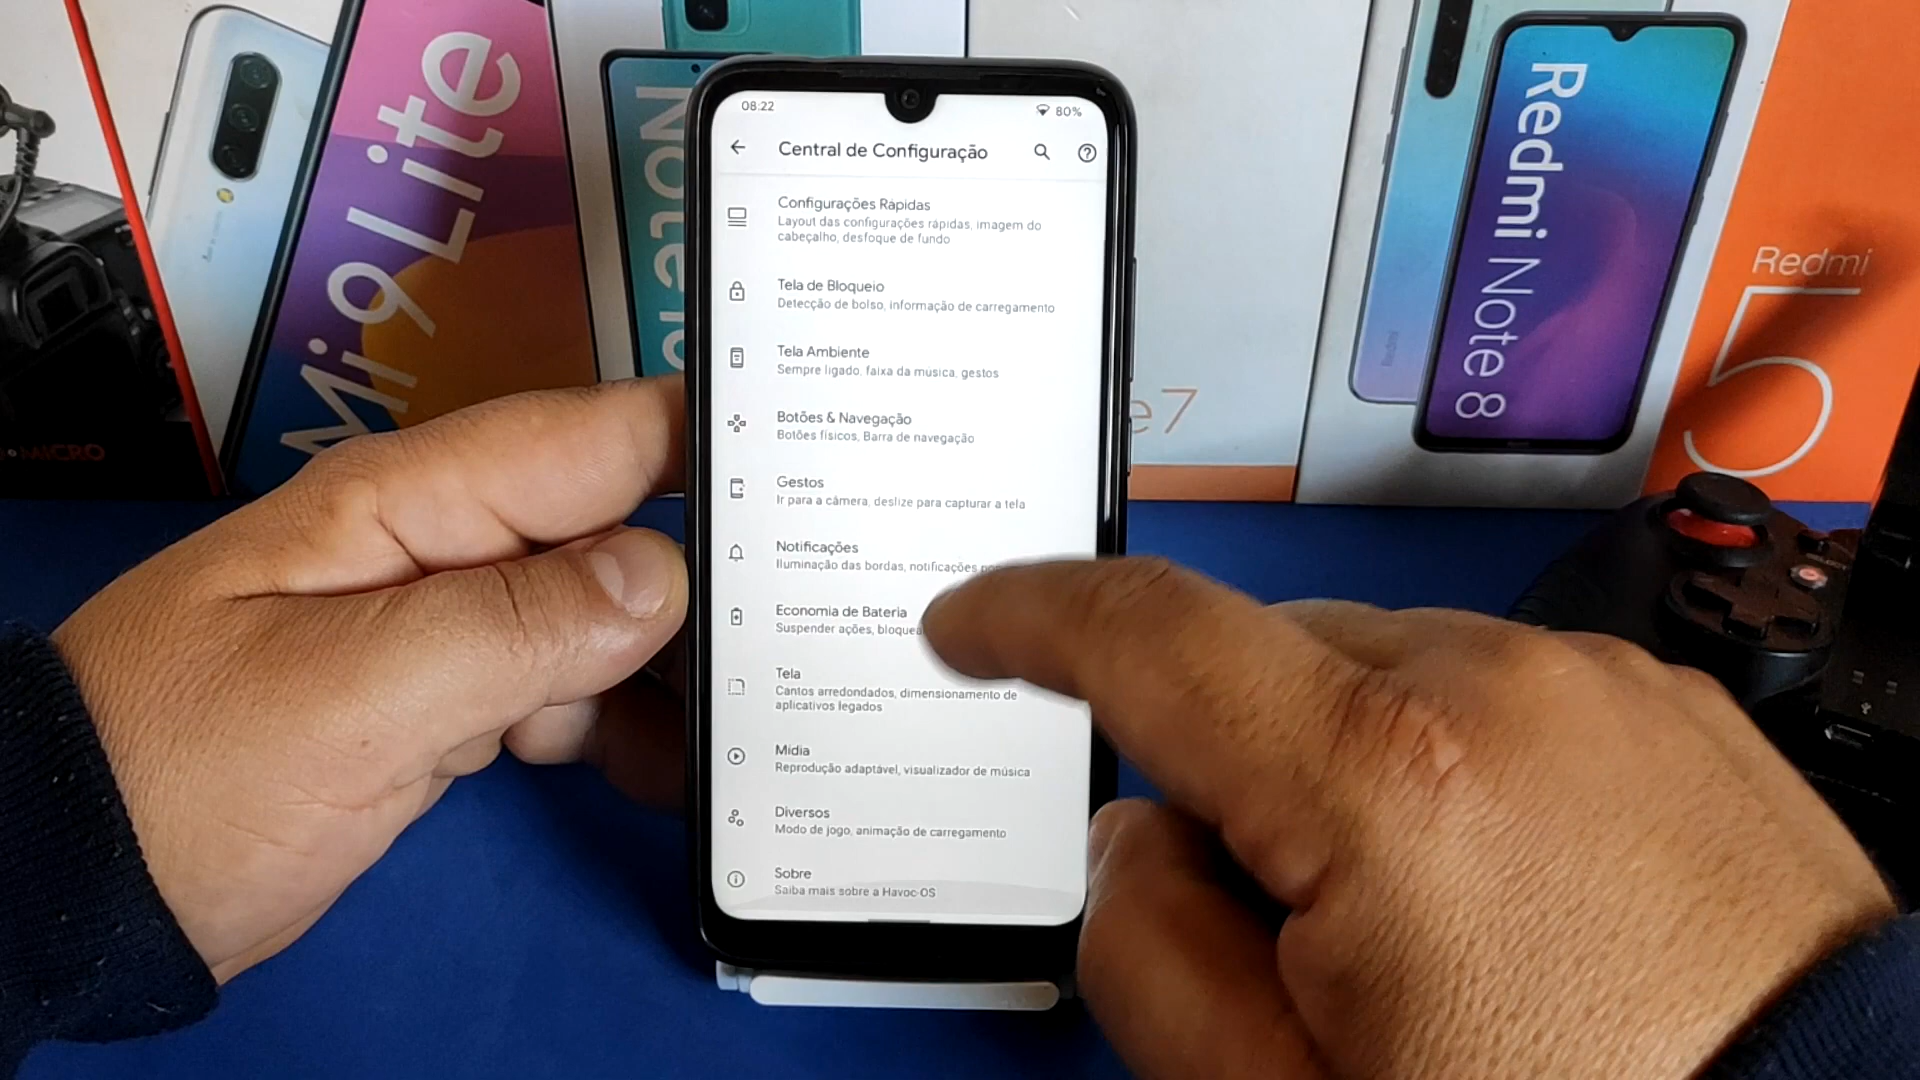 Mi 9 Lite
Note 10
08:22
80%
Central de Configuração
Configurações Rápidas
Layout das configurações rápidas, imagem do
cabeçalho, desfoque de fundo
Tela de Bloqueio
Detecção de bolso, informação de carregamento
Tela Ambiente
Sempre ligado, faixa da música, gestos
Botões & Navegação
Botões físicos, Barra de navegação
Gestos
Ir para a câmera, deslize para capturar a tela
Notificações
Iluminação das bordas, notificações
Economia de Bateria
Suspender ações,
Tela
Cantos arredondados, dimensionamento de
aplicativos legados
Mídia
Reprodução adaptável, visualizador de música
Diversos
Modo de jogo, animação de carregamento
Sobre
Saiba mais sobre a Havoc-OS
e7
Redmi Note 8
Redmi
5
MICRO